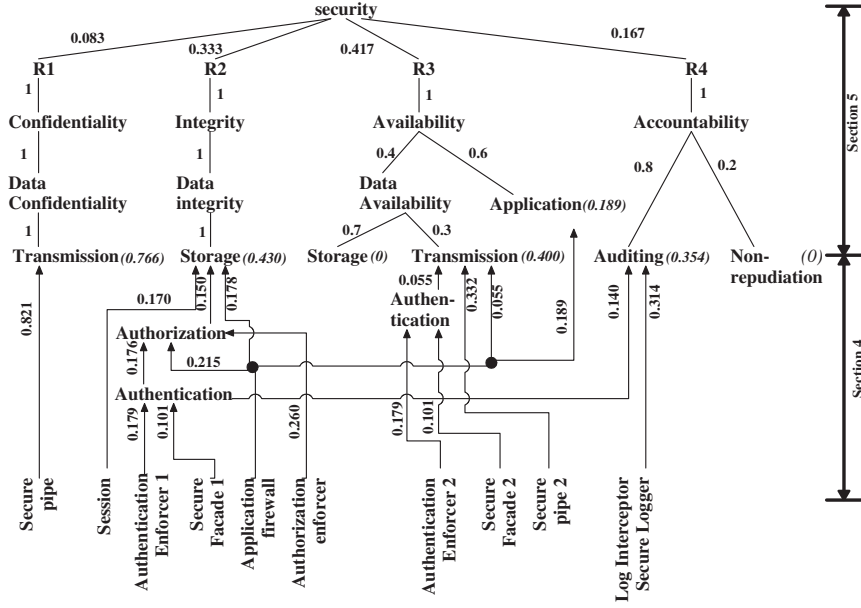 security
0.083
0.333
0.417
0.167
R1
R2
R3
R4
1
1
1
1
Confidentiality
Integrity
Availability
Accountability
1
1
0.4
0.6
0.8
0.2
Data
Confidentiality
Data
integrity
Data
Availability
Application(0.189)
1
1
0.7
0.3
Transmission(0.766)
Storage(0.430)
Storage(0)
Transmission(0.400)
Auditing(0.354)
Non-
repudiation
(0)
0.821
0.170
0.150
0.178
0.055
0.332
0.055
0.189
0.140
0.314
Authorization
Authen-
tication
0.176
0.215
Authentication
0.179
0.101
0.260
0.179
0.101
Secure
pipe
Session
Authentication
Enforcer 1
Secure
Facade 1
Application
firewall
Authorization
enforcer
Authentication
Enforcer 2
Secure
Facade 2
Secure
pipe 2
Log Interceptor
Secure Logger
Section 5
Section 4